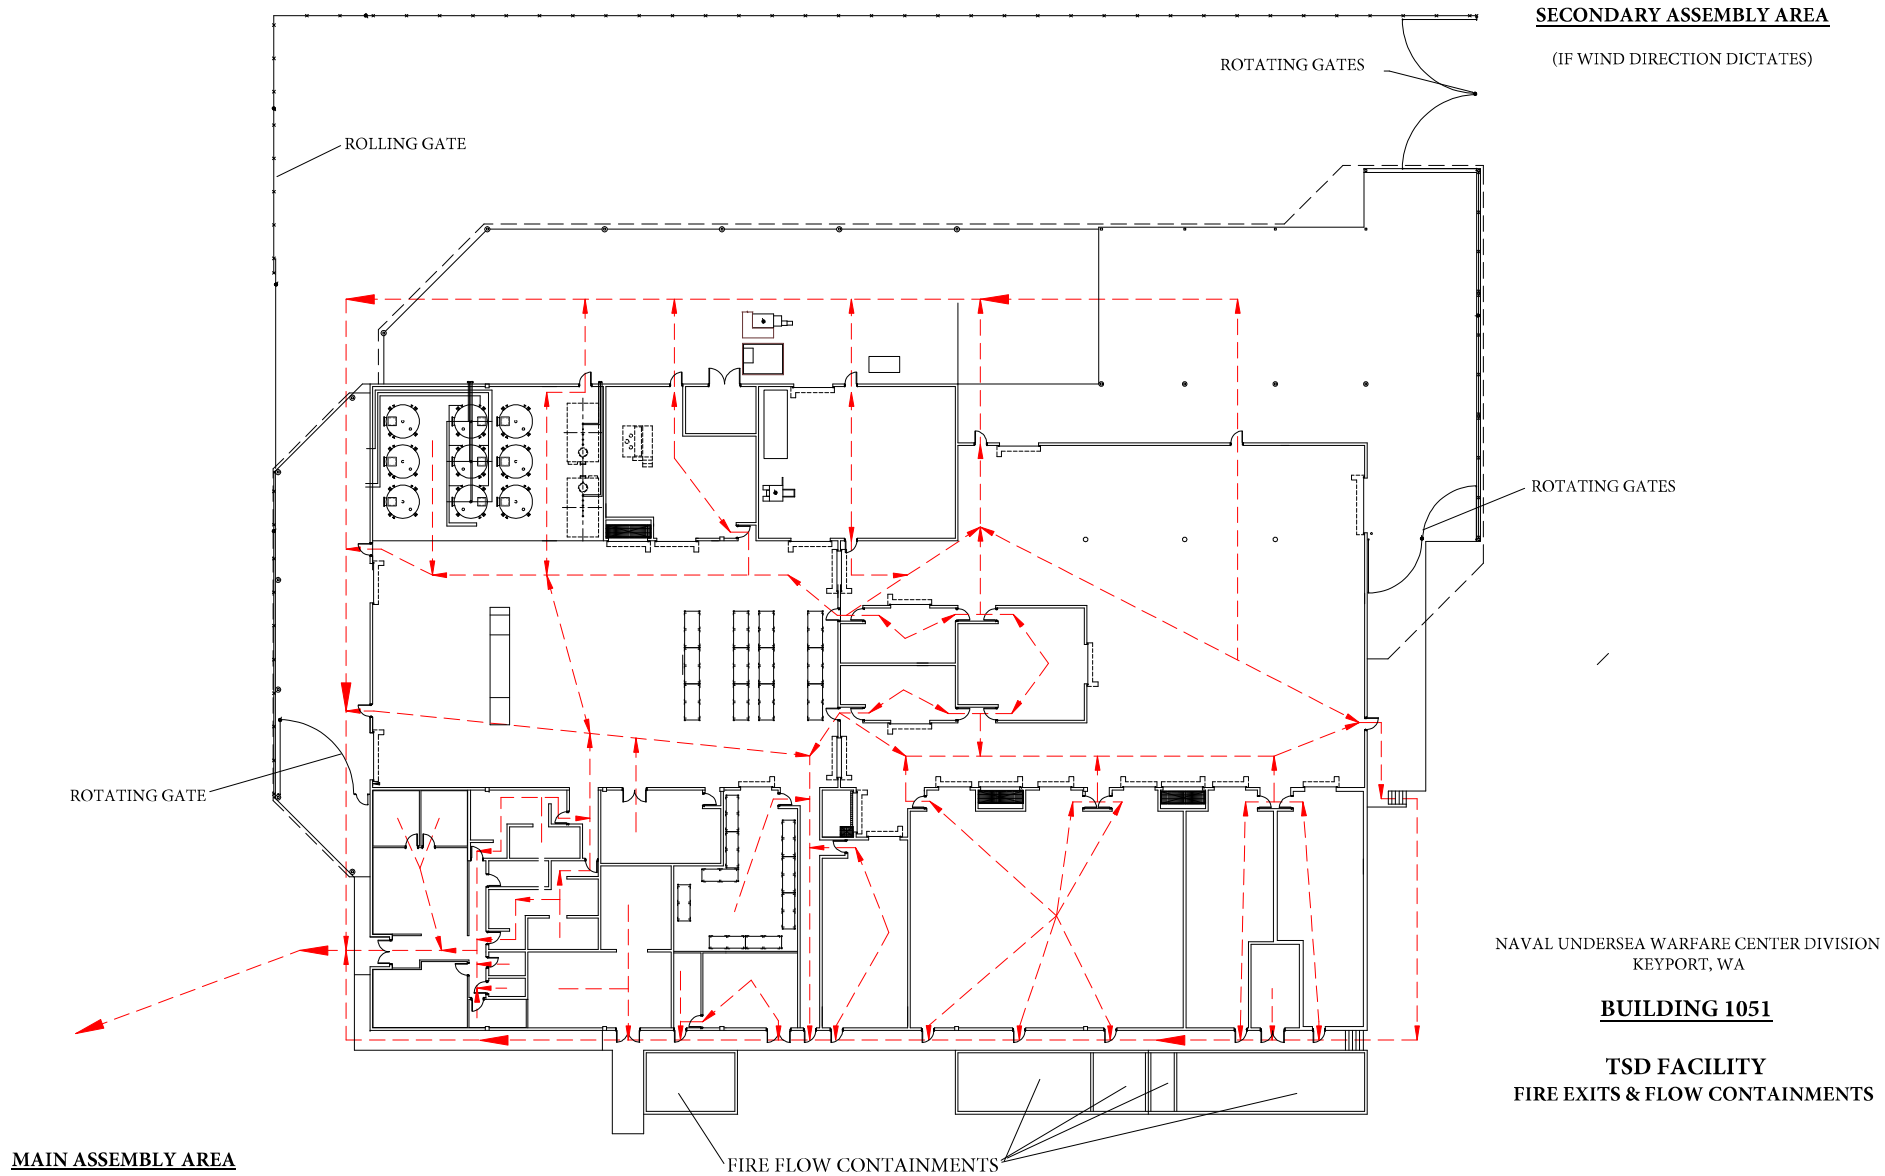 SECONDARY ASSEMBLY AREA
(IF WIND DIRECTION DICTATES)
ROTATING GATES
ROLLING GATE
ROTATING GATES
ROTATING GATE
NAVAL UNDERSEA WARFARE CENTER DIVISION
KEYPORT, WA
BUILDING 1051
TSD FACILITY
FIRE EXITS & FLOW CONTAINMENTS
MAIN ASSEMBLY AREA
FIRE FLOW CONTAINMENTS